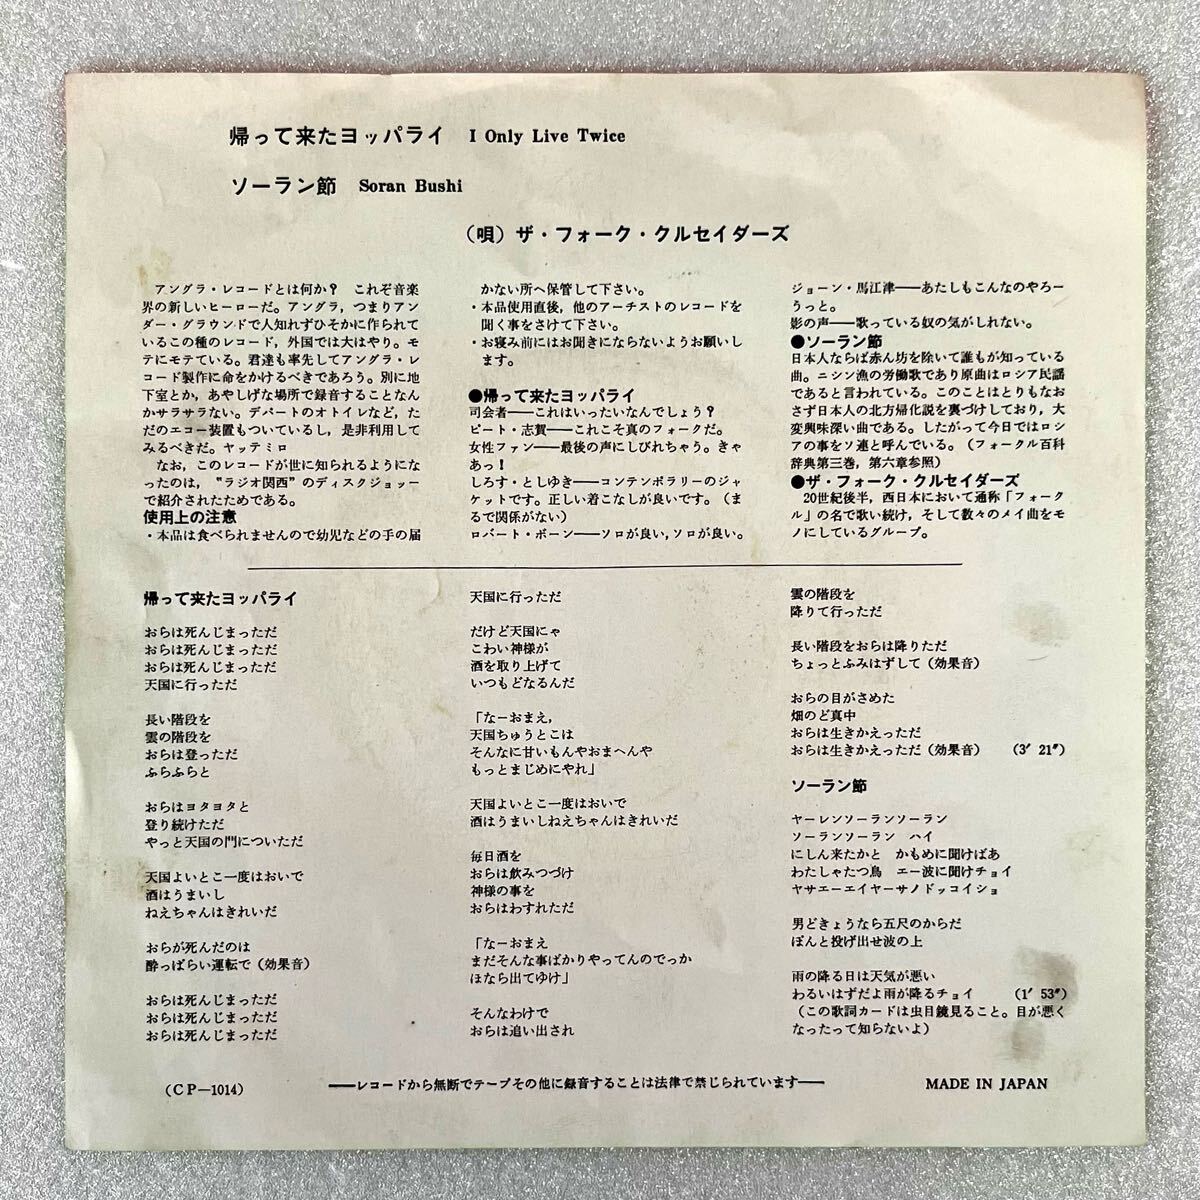 帰って来たヨッパライ I Only Live Twice
ソーラン節 Soran Bushi
(唄) ザ・フォーク・クルセイダーズ
アングラ・レコードとは何か？ これぞ音楽
界の新しいヒーローだ。アングラ，つまりアン
ダー・グラウンドで人知れずひそかに作られて
いるこの種のレコード，外国では大はやり。モ
テにモテている。君達も率先してアングラ・レ
コード製作に命をかけるべきであろう。別に地
下室とか，あやしげな場所で録音することなん
かサラサラない。デパートのオトイレなど，た
だのエコー装置もついているし，是非利用して
みるべきだ。ヤッテミロ
なお，このレコードが世に知られるようにな
ったのは，“ラジオ関西”のディスクジョッー
で紹介されたためである。
使用上の注意
・本品は食べられませんので幼児などの手の届
かない所へ保管して下さい。
・本品使用直後，他のアーチストのレコードを
聞く事をさけて下さい。
・お寝み前にはお聞きにならないようお願いし
ます。
●帰って来たヨッパライ
司会者――これはいったいなんでしょう？
ピート・志賀――これこそ真のフォークだ。
女性ファン――最後の声にしびれちゃう。きゃ
あっ！
しろす・としゆき――コンテンポラリーのジャ
ケットです。正しい着こなしが良いです。（ま
るで関係がない）
ロバート・ボーン――ソロが良い，ソロが良い。
ジョーン・馬江津――あたしもこんなのやろー
うっと。
影の声――歌っている奴の気がしれない。
●ソーラン節
日本人ならば赤ん坊を除いて誰もが知っている
曲。ニシン漁の労働歌であり原曲はロシア民謡
であると言われている。このことはとりもなお
さず日本人の北方帰化説を裏づけしており，大
変興味深い曲である。したがって今日ではロシ
アの事をソ連と呼んでいる。（フォークル百科
辞典第三巻，第六章参照）
●ザ・フォーク・クルセイダーズ
20世紀後半，西日本において通称「フォーク
ル」の名で歌い続け，そして数々のメイ曲をモ
ノにしているグループ。
帰って来たヨッパライ
おらは死んじまっただ
おらは死んじまっただ
おらは死んじまっただ
天国に行っただ
長い階段を
雲の階段を
おらは登っただ
ふらふらと
おらはヨタヨタと
登り続けただ
やっと天国の門についただ
天国よいとこ一度はおいで
酒はうまいし
ねえちゃんはきれいだ
おらが死んだのは
酔っぱらい運転で（効果音）
おらは死んじまっただ
おらは死んじまっただ
おらは死んじまっただ
天国に行っただ
だけど天国にゃ
こわい神様が
酒を取り上げて
いつもどなるんだ
「なーおまえ，
天国ちゅうとこは
そんなに甘いもんやおまへんや
もっとまじめにやれ」
天国よいとこ一度はおいで
酒はうまいしねえちゃんはきれいだ
毎日酒を
おらは飲みつづけ
神様の事を
おらはわすれただ
「なーおまえ
まだそんな事ばかりやってんのでっか
ほなら出てゆけ」
そんなわけで
おらは追い出され
雲の階段を
降りて行っただ
長い階段をおらは降りただ
ちょっとふみはずして（効果音）
おらの目がさめた
畑のど真中
おらは生きかえっただ
おらは生きかえっただ（効果音） （3′ 21″）
ソーラン節
ヤーレンソーランソーラン
ソーランソーラン ハイ
にしん来たかと かもめに聞けばあ
わたしゃたつ鳥 エー波に聞けチョイ
ヤサエーエイヤーサノドッコイショ
男どきょうなら五尺のからだ
ぽんと投げ出せ波の上
雨の降る日は天気が悪い
わるいはずだよ雨が降るチョイ （1′ 53″）
（この歌詞カードは虫目鏡見ること。目が悪く
なったって知らないよ）
(CP—1014)
――レコードから無断でテープその他に録音することは法律で禁じられています――
MADE IN JAPAN